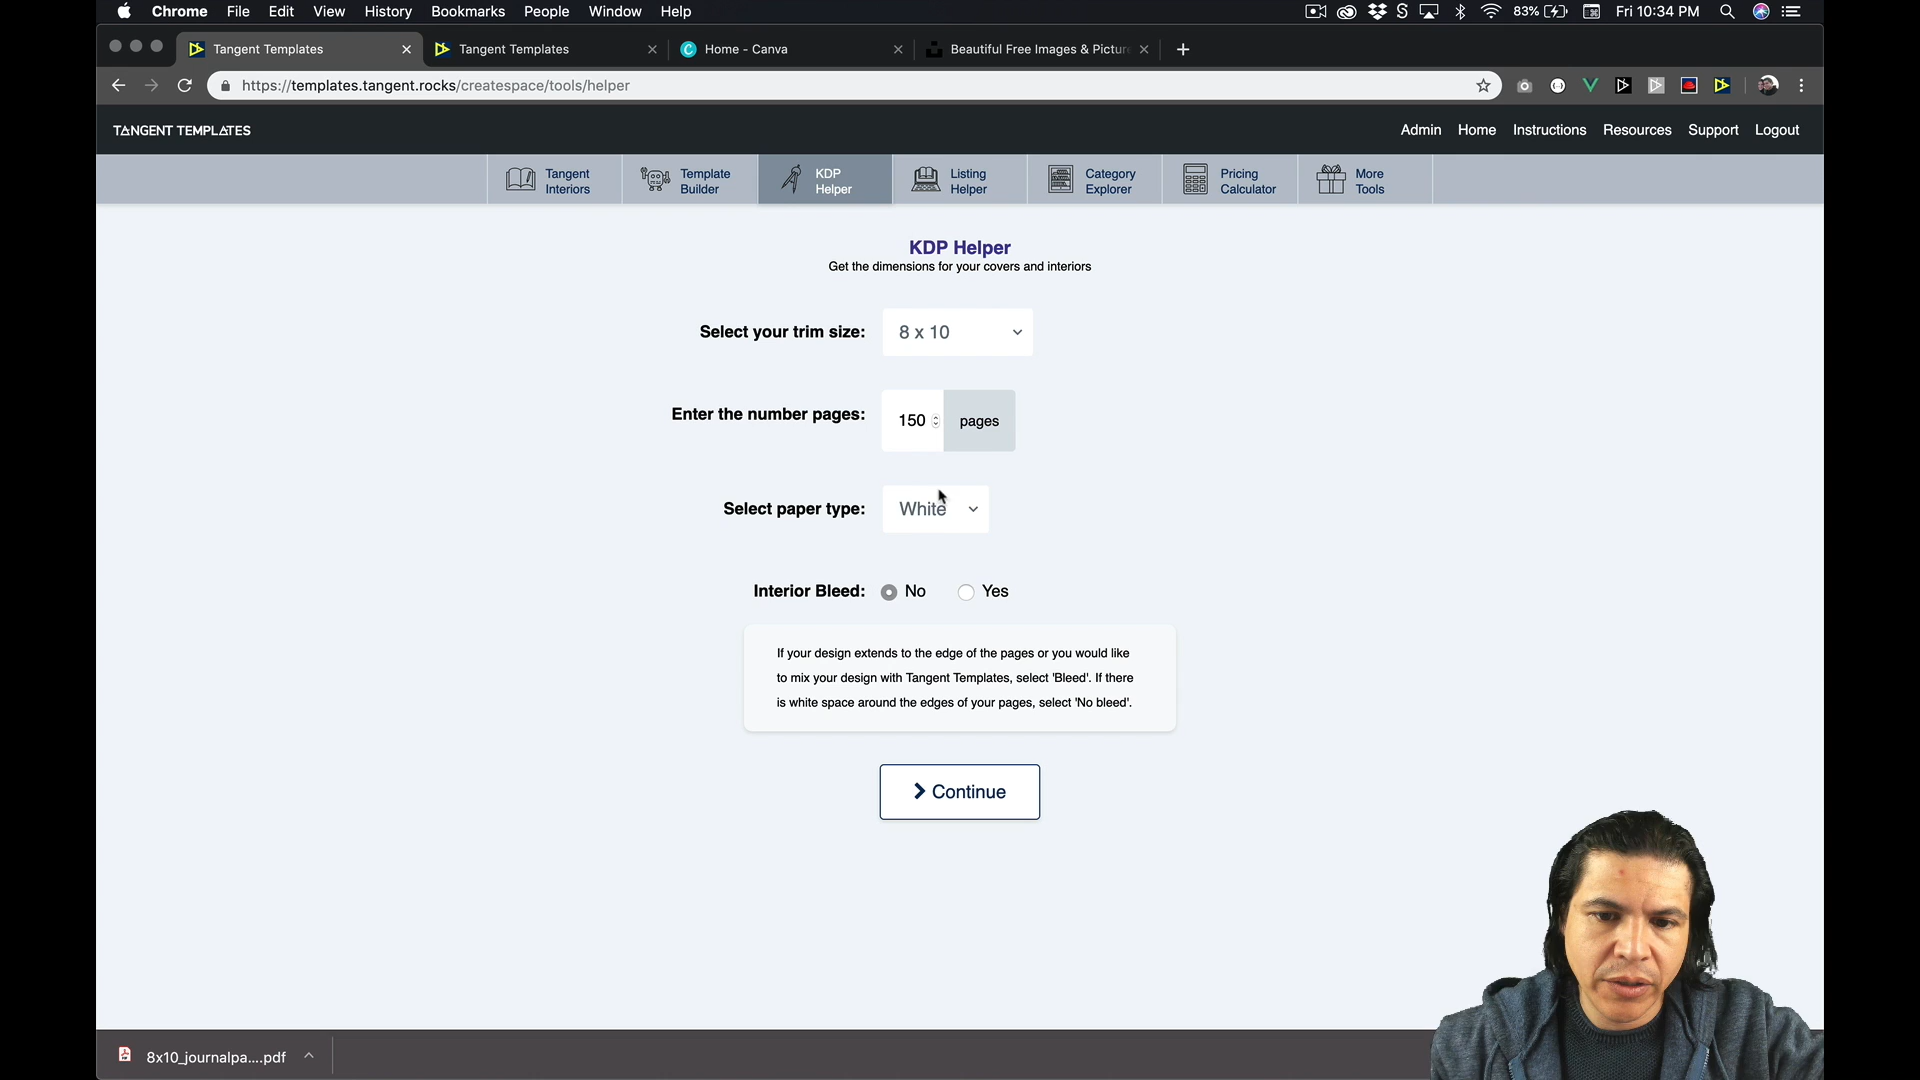 Chrome File Edit View History Bookmarks People Window Help
83% Fri 10:34 PM
Tangent Templates
Tangent Templates
Home - Canva
Beautiful Free Images & Pictur
https://templates.tangent.rocks/createspace/tools/helper
TANGENT TEMPLATES
Admin Home Instructions Resources Support Logout
Tangent
Interiors
Template
Builder
KDP
Helper
Listing
Helper
Category
Explorer
Pricing
Calculator
More
Tools
KDP Helper
Get the dimensions for your covers and interiors
Select your trim size: 8 x 10
Enter the number pages: 150 pages
Select paper type: White
Interior Bleed: No Yes
If your design extends to the edge of the pages or you would like
to mix your design with Tangent Templates, select 'Bleed'. If there
is white space around the edges of your pages, select 'No bleed'.
Continue
8x10_journalpa....pdf